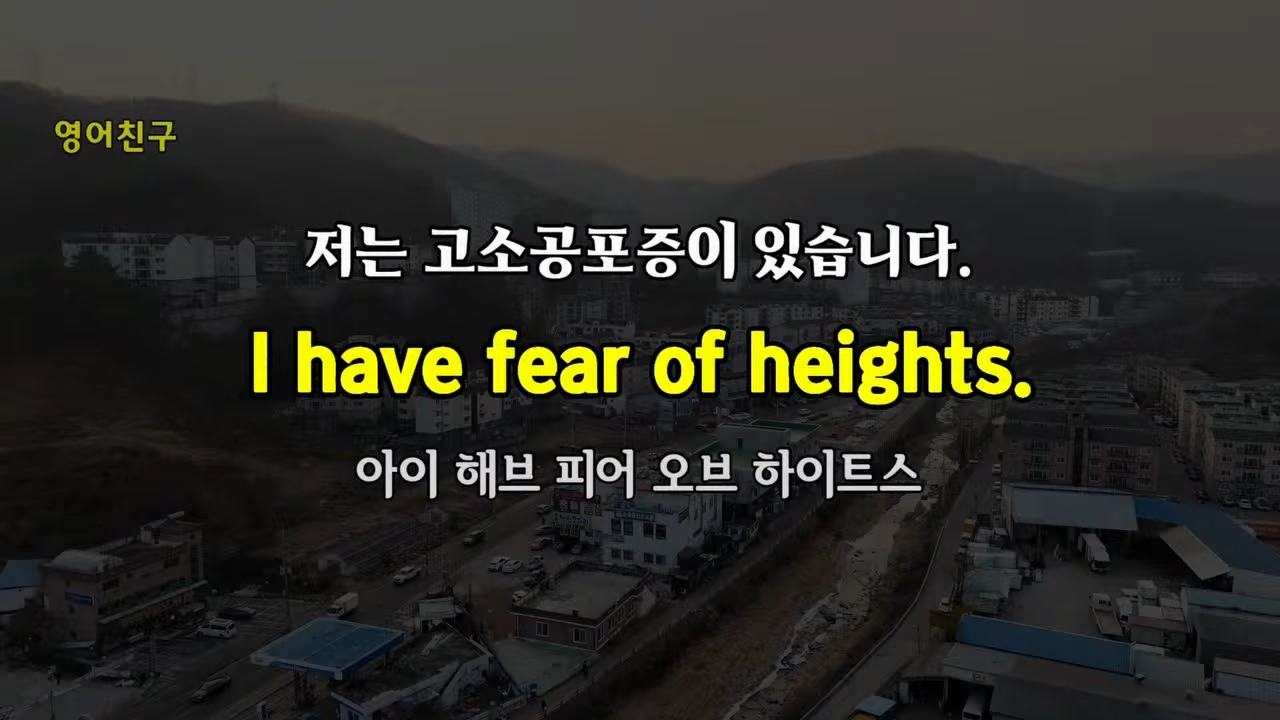 영어친구
저는 고소공포증이 있습니다.
I have fear of heights.
아이 해브 피어 오브 하이트스